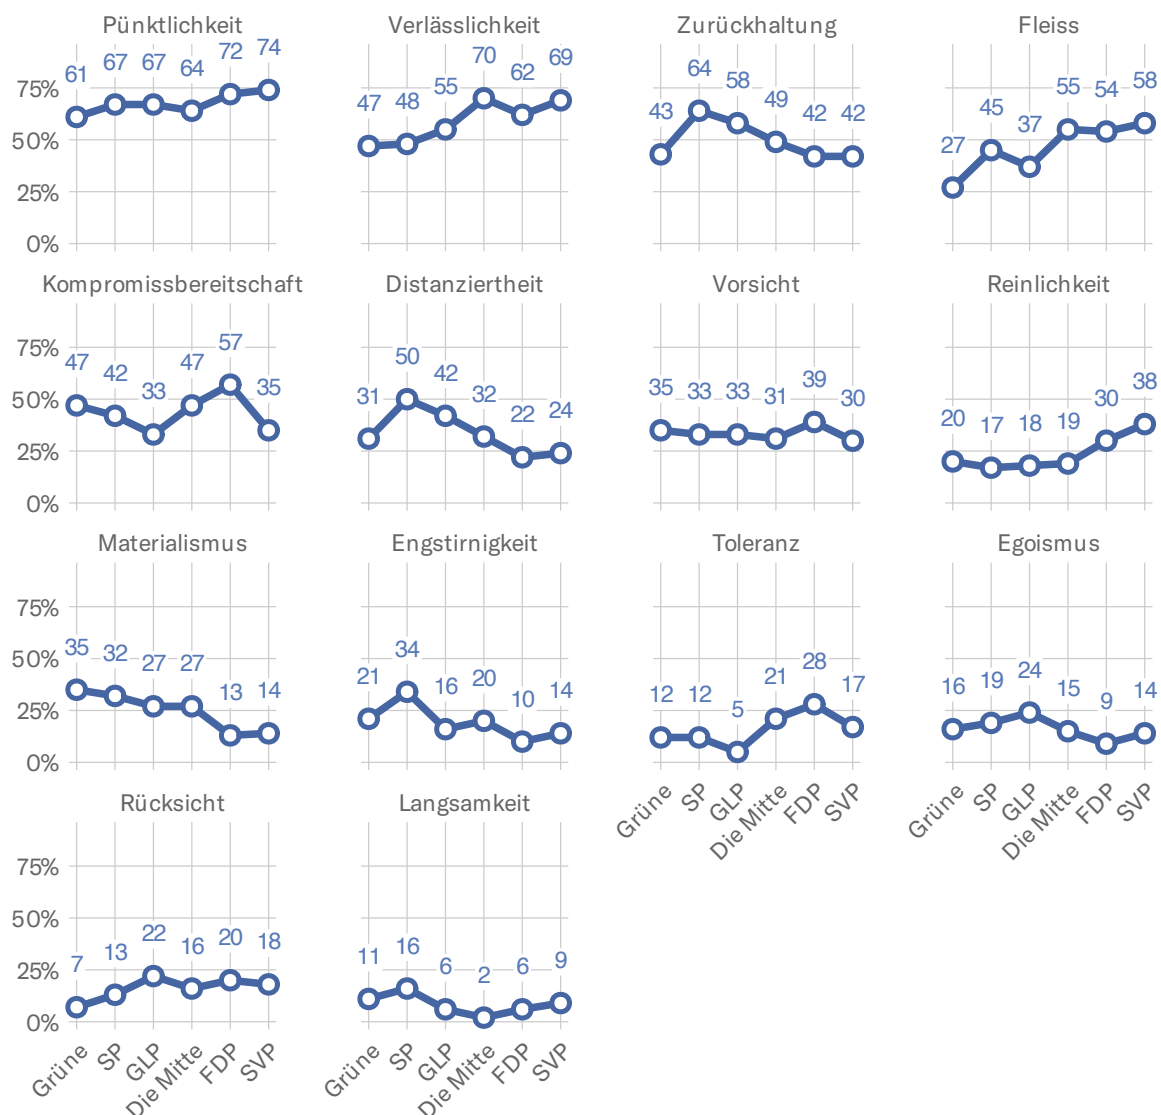 Pünktlichkeit
61 67 67 64 72 74
75%
50%
25%
0%
Verlässlichkeit
47 48 55 70 62 69
Zurückhaltung
43 64 58 49 42 42
Fleiss
27 45 37 55 54 58
Kompromissbereitschaft
47 42 33 47 57 35
75%
50%
25%
0%
Distanziertheit
31 50 42 32 22 24
Vorsicht
35 33 33 31 39 30
Reinlichkeit
20 17 18 19 30 38
Materialismus
35 32 27 27 13 14
75%
50%
25%
0%
Engstirnigkeit
21 34 16 20 10 14
Toleranz
12 12 5 21 28 17
Grüne SP GLP Die Mitte FDP SVP
Egoismus
16 19 24 15 9 14
Grüne SP GLP Die Mitte FDP SVP
Rücksicht
7 13 22 16 20 18
75%
50%
25%
0%
Grüne SP GLP Die Mitte FDP SVP
Langsamkeit
11 16 6 2 6 9
Grüne SP GLP Die Mitte FDP SVP